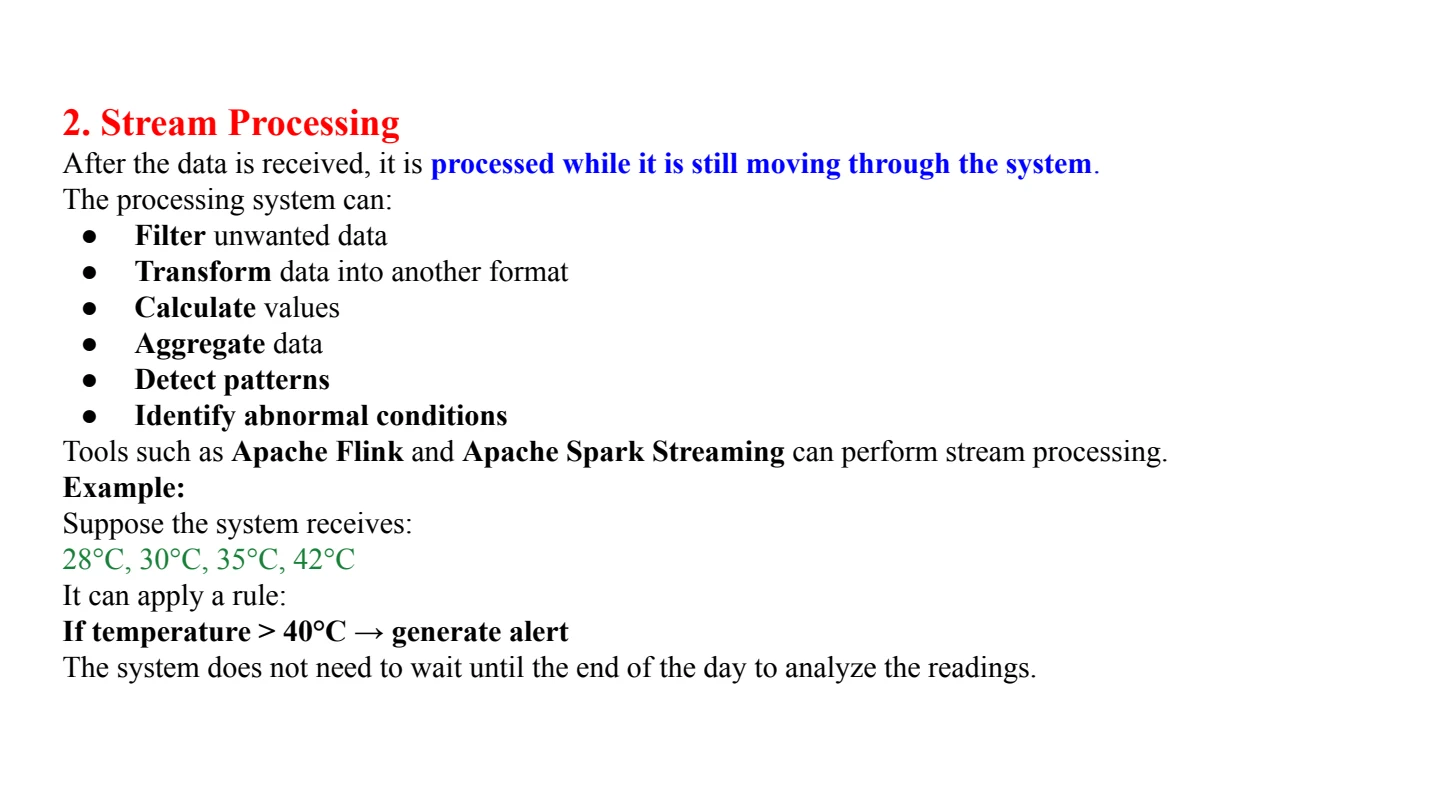 2. Stream Processing
After the data is received, it is processed while it is still moving through the system.
The processing system can:
● Filter unwanted data
● Transform data into another format
● Calculate values
● Aggregate data
● Detect patterns
● Identify abnormal conditions
Tools such as Apache Flink and Apache Spark Streaming can perform stream processing.
Example:
Suppose the system receives:
28°C, 30°C, 35°C, 42°C
It can apply a rule:
If temperature > 40°C → generate alert
The system does not need to wait until the end of the day to analyze the readings.